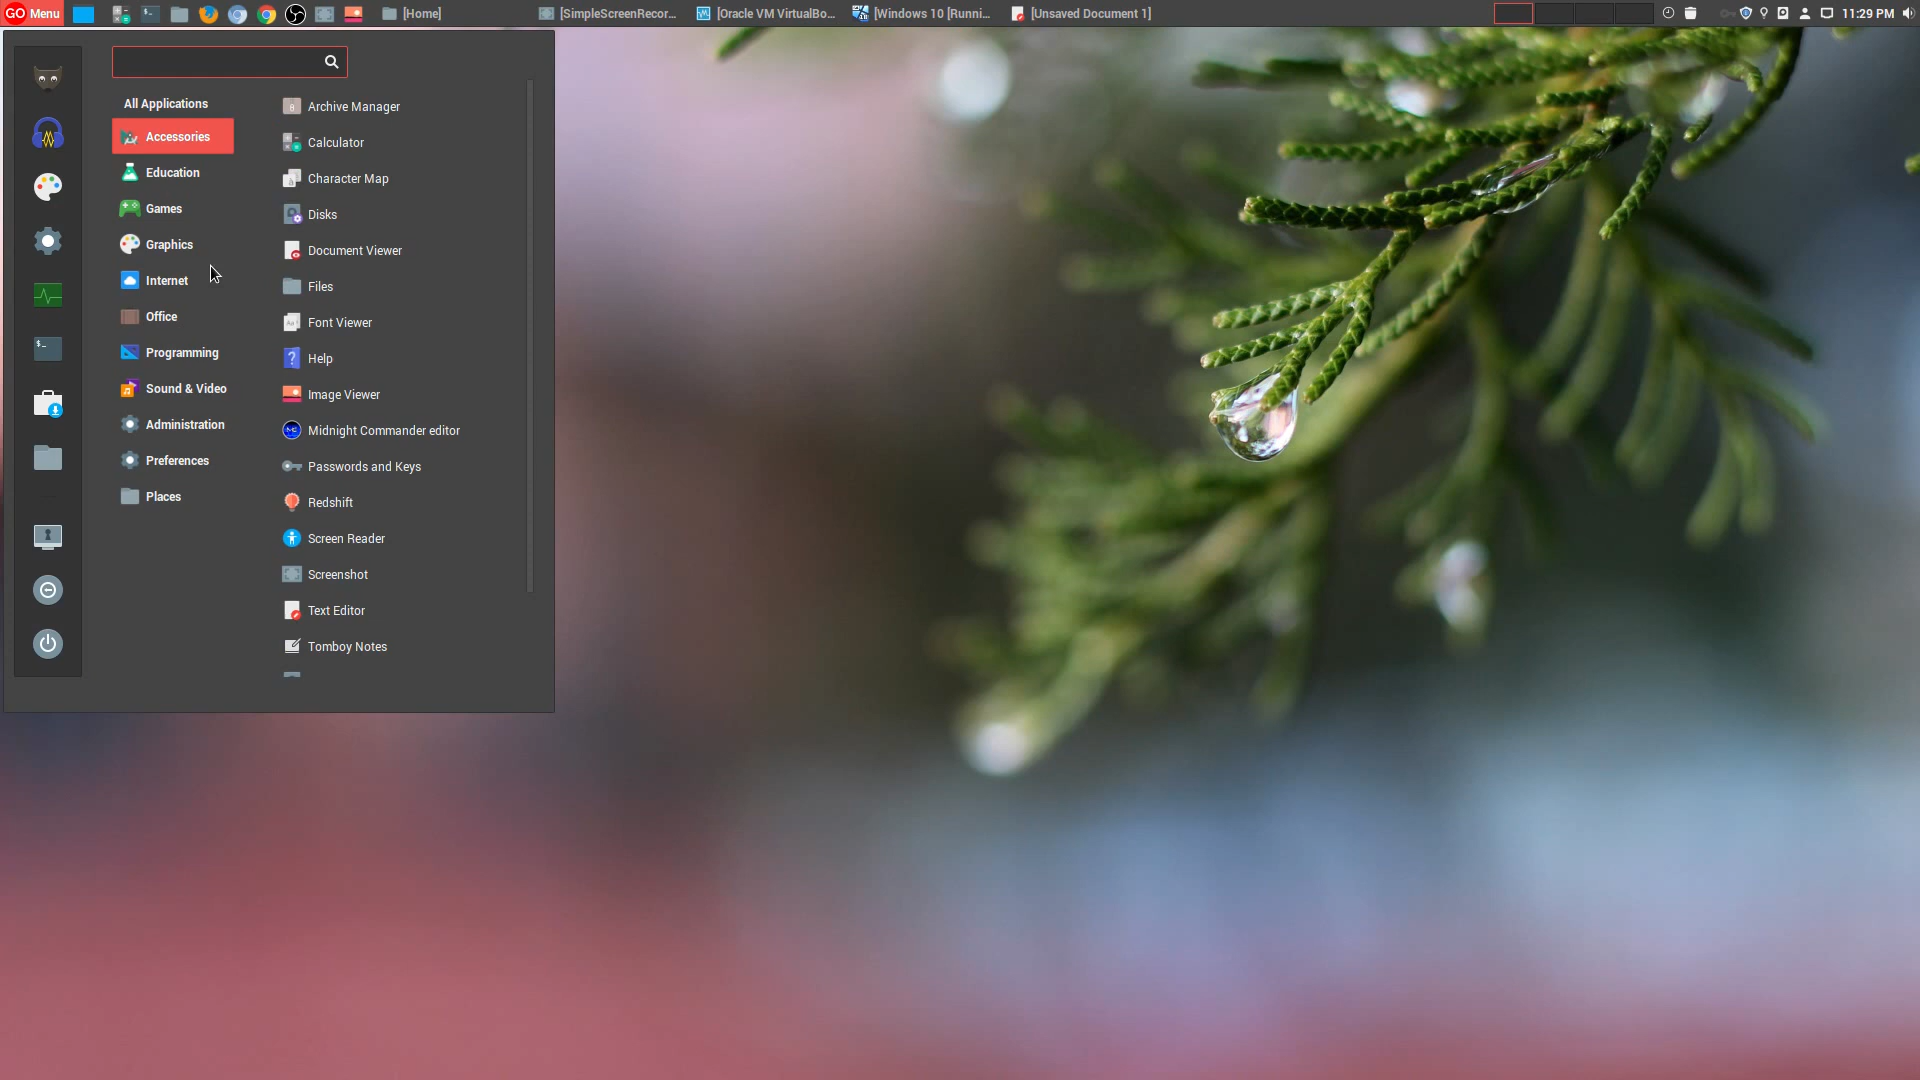 GO Menu
[Home]
[SimpleScreenRecor...
[Oracle VM VirtualBo...
[Windows 10 [Runni...
[Unsaved Document 1]
11:29 PM
All Applications
Accessories
Education
Games
Graphics
Internet
Office
Programming
Sound & Video
Administration
Preferences
Places
Archive Manager
Calculator
Character Map
Disks
Document Viewer
Files
Font Viewer
Help
Image Viewer
Midnight Commander editor
Passwords and Keys
Redshift
Screen Reader
Screenshot
Text Editor
Tomboy Notes